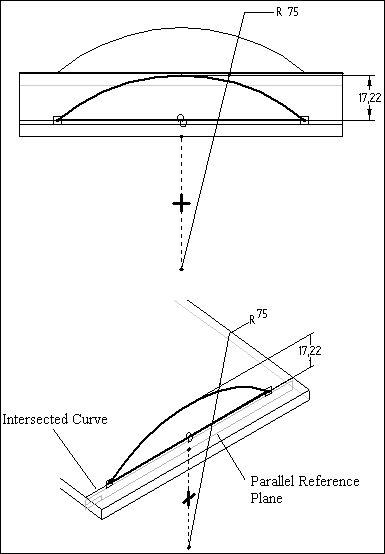 R 75
17,22
R 75
17,22
Intersected Curve
Parallel Reference
Plane